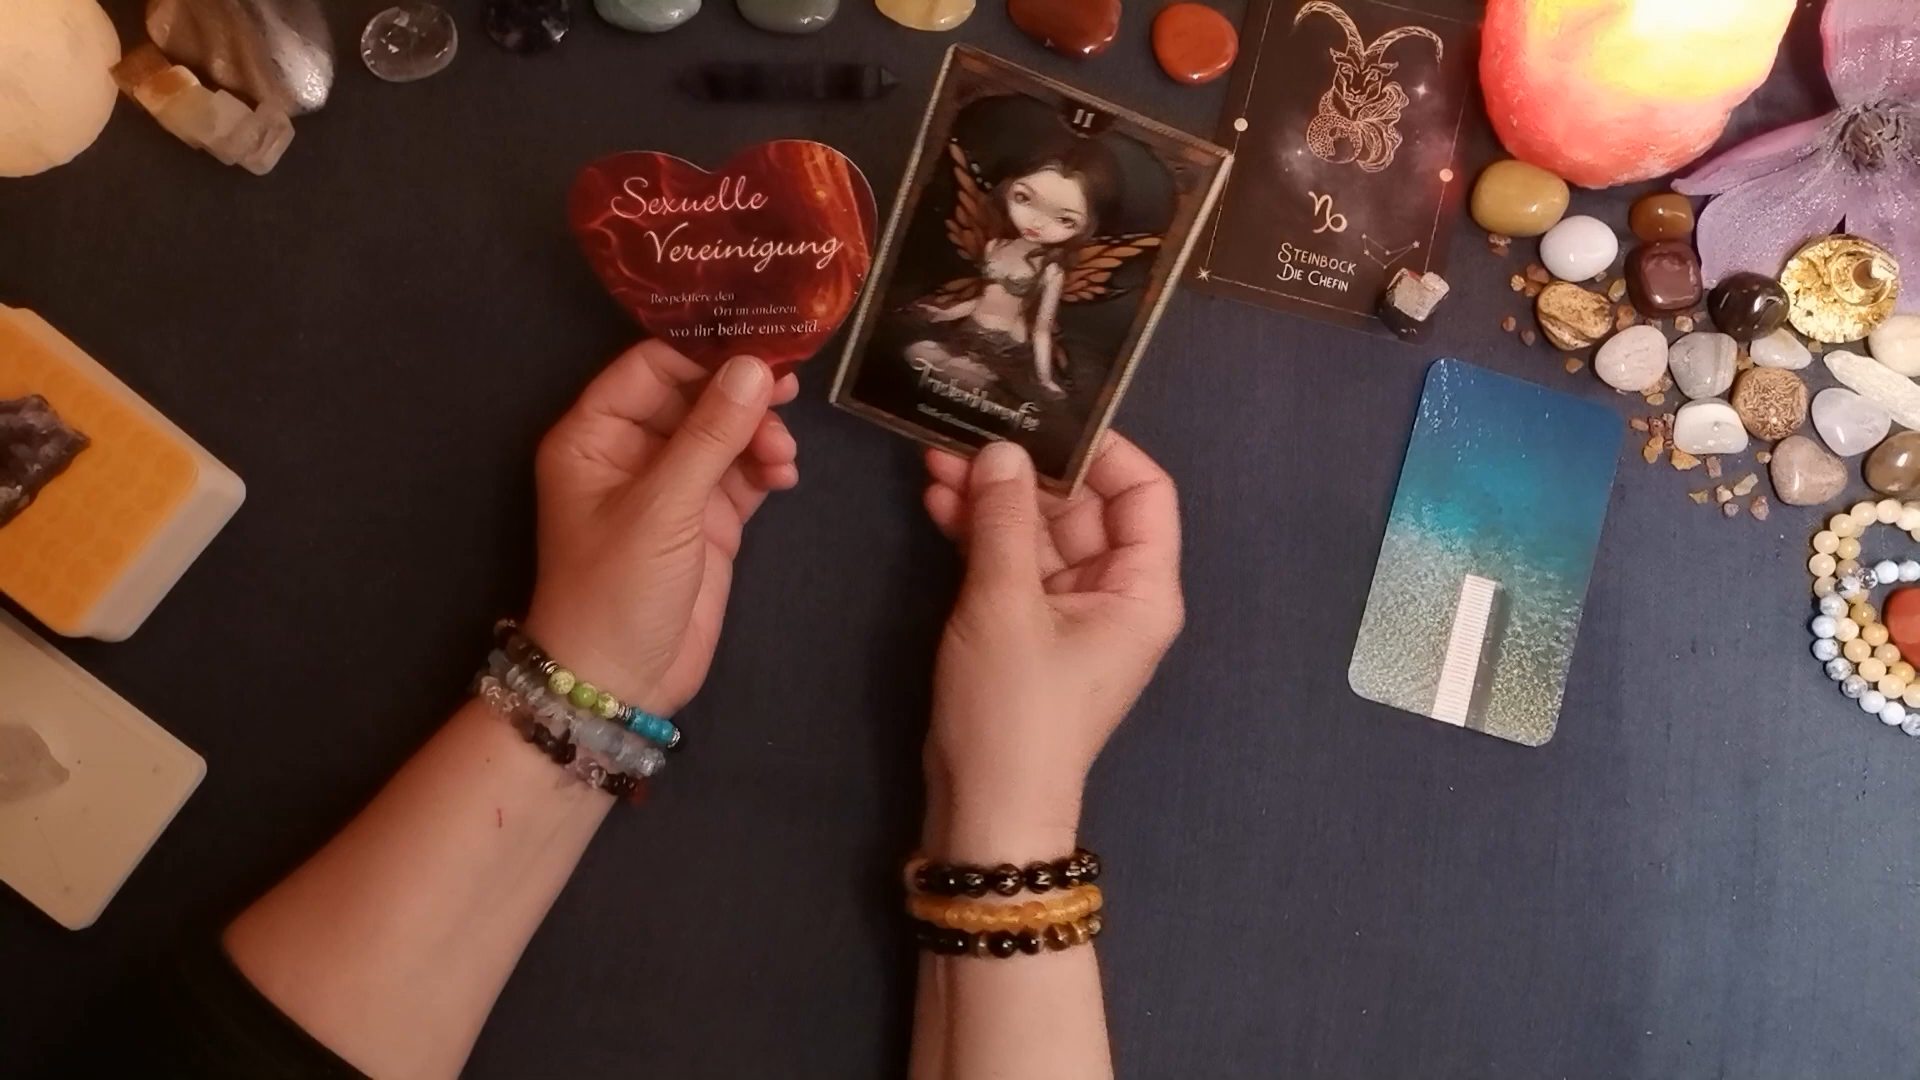 Sexuelle
Vereinigung
Respektiere den
Ort im anderen,
wo ihr beide eins seid.
II
STEINBOCK
DIE CHEFIN